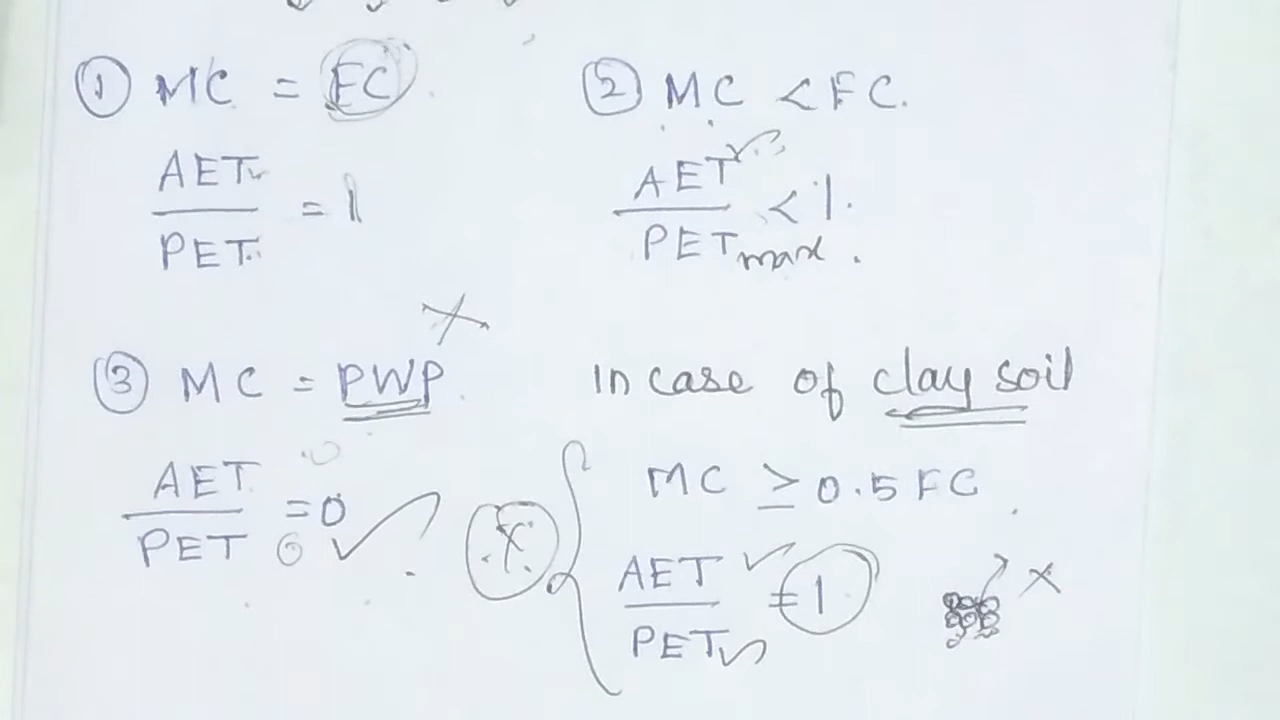 ① MC = FC
AET
PET = 1
② MC < FC.
AET
PET max < 1.
③ MC = PWP
AET
PET = 0
In case of clay soil
MC ≥ 0.5 FC
AET
PET = 1